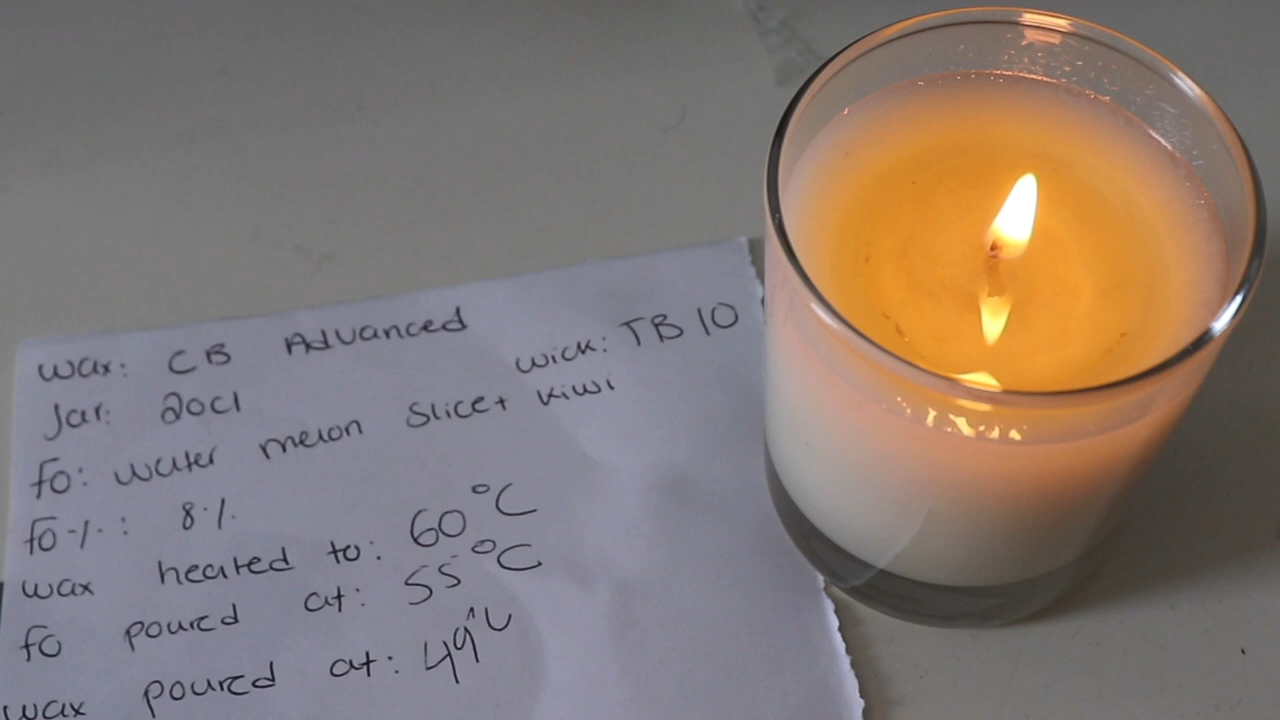 wax: CB Advanced
Jar: 20cl wick: TB 10
fo: water melon slice + kiwi
fo %: 8%
wax heated to: 60°C
fo poured at: 55°C
wax poured at: 49°C